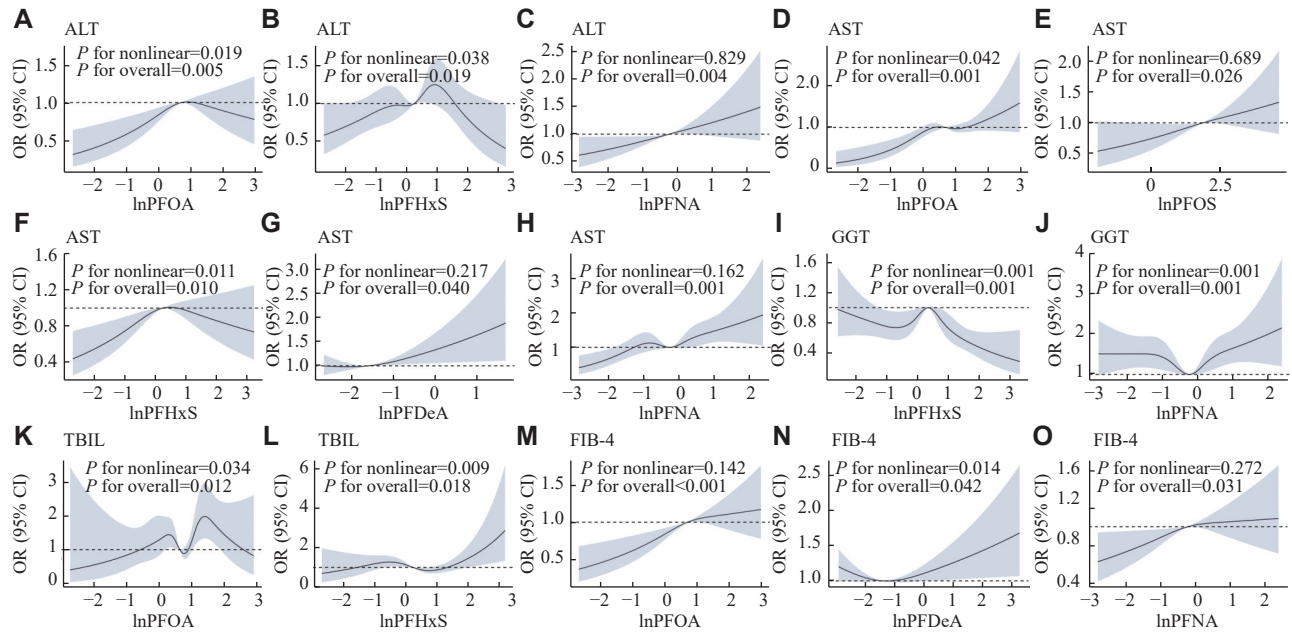 A
ALT
P for nonlinear=0.019
P for overall=0.005
OR (95% CI)
1.5
1.0
0.5
−2 −1 0 1 2 3
lnPFOA
B
ALT
P for nonlinear=0.038
P for overall=0.019
OR (95% CI)
1.5
1.0
0.5
−2 −1 0 1 2 3
lnPFHxS
C
ALT
P for nonlinear=0.829
P for overall=0.004
OR (95% CI)
2.5
2.0
1.5
1.0
0.5
−3 −2 −1 0 1 2
lnPFNA
D
AST
P for nonlinear=0.042
P for overall=0.001
OR (95% CI)
2.0
1.0
0
−2 −1 0 1 2 3
lnPFOA
E
AST
P for nonlinear=0.689
P for overall=0.026
OR (95% CI)
2.0
1.5
1.0
0.5
0 2.5
lnPFOS
F
AST
P for nonlinear=0.011
P for overall=0.010
OR (95% CI)
1.6
1.2
1.0
0.8
0.4
−2 −1 0 1 2 3
lnPFHxS
G
AST
P for nonlinear=0.217
P for overall=0.040
OR (95% CI)
3.0
2.5
2.0
1.5
1.0
−2 −1 0 1
lnPFDeA
H
AST
P for nonlinear=0.162
P for overall=0.001
OR (95% CI)
3
2
1
−3 −2 −1 0 1 2
lnPFNA
I
GGT
P for nonlinear=0.001
P for overall=0.001
OR (95% CI)
1.6
1.2
1.0
0.8
0.4
−2 −1 0 1 2 3
lnPFHxS
J
GGT
P for nonlinear=0.001
P for overall=0.001
OR (95% CI)
4
3
2
1
−3 −2 −1 0 1 2
lnPFNA
K
TBIL
P for nonlinear=0.034
P for overall=0.012
OR (95% CI)
3
2
1
0
−2 −1 0 1 2 3
lnPFOA
L
TBIL
P for nonlinear=0.009
P for overall=0.018
OR (95% CI)
6
4
2
1
0
−2 −1 0 1 2 3
lnPFHxS
M
FIB-4
P for nonlinear=0.142
P for overall<0.001
OR (95% CI)
1.5
1.0
0.5
−2 −1 0 1 2 3
lnPFOA
N
FIB-4
P for nonlinear=0.014
P for overall=0.042
OR (95% CI)
2.5
2.0
1.5
1.0
−2 −1 0 1 2 3
lnPFDeA
O
FIB-4
P for nonlinear=0.272
P for overall=0.031
OR (95% CI)
1.6
1.2
1.0
0.8
0.4
−3 −2 −1 0 1 2
lnPFNA